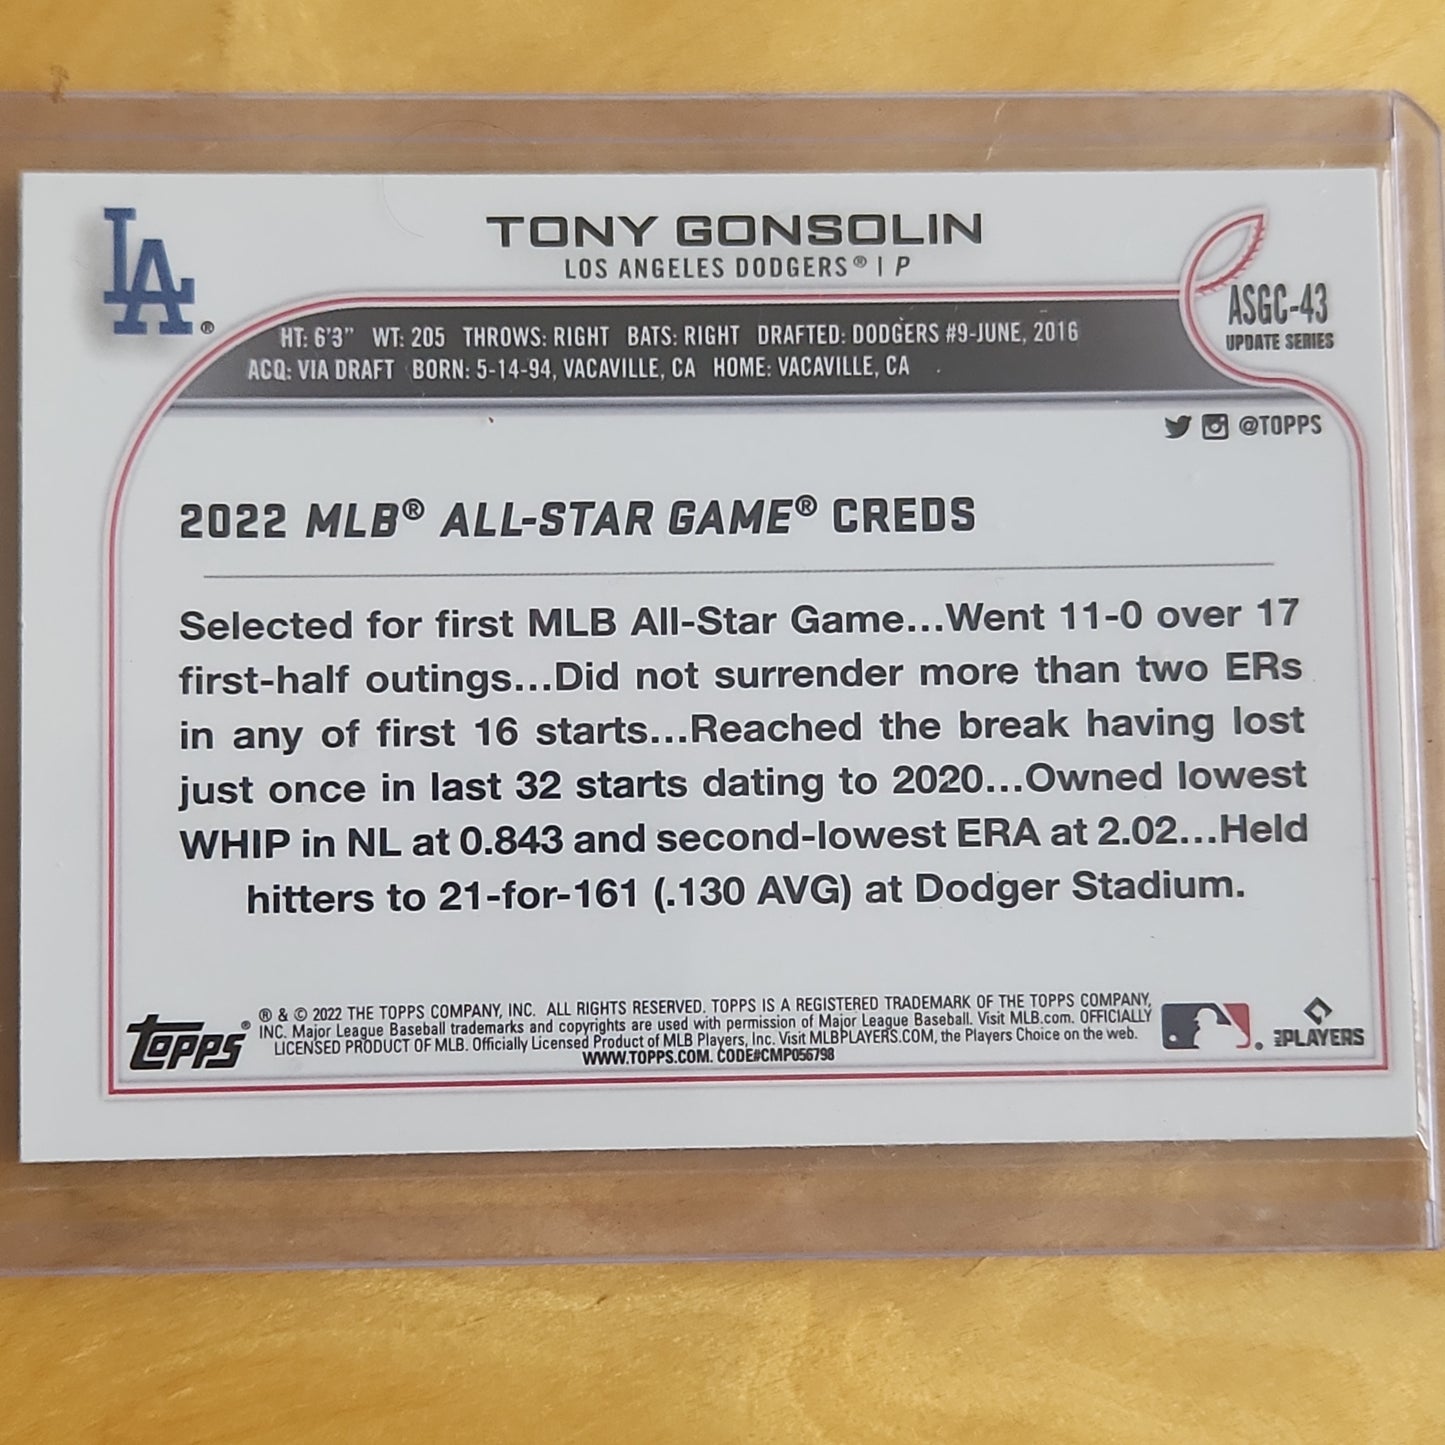 LA®
TONY GONSOLIN
LOS ANGELES DODGERS® | P
ASGC-43
UPDATE SERIES
HT: 6'3" WT: 205 THROWS: RIGHT BATS: RIGHT DRAFTED: DODGERS #9-JUNE, 2016
ACQ: VIA DRAFT BORN: 5-14-94, VACAVILLE, CA HOME: VACAVILLE, CA
@TOPPS
2022 MLB® ALL-STAR GAME® CREDS
Selected for first MLB All-Star Game...Went 11-0 over 17
first-half outings...Did not surrender more than two ERs
in any of first 16 starts...Reached the break having lost
just once in last 32 starts dating to 2020...Owned lowest
WHIP in NL at 0.843 and second-lowest ERA at 2.02...Held
hitters to 21-for-161 (.130 AVG) at Dodger Stadium.
Topps®
® & © 2022 THE TOPPS COMPANY, INC. ALL RIGHTS RESERVED. TOPPS IS A REGISTERED TRADEMARK OF THE TOPPS COMPANY,
INC. Major League Baseball trademarks and copyrights are used with permission of Major League Baseball. Visit MLB.com. OFFICIALLY
LICENSED PRODUCT OF MLB. Officially Licensed Product of MLB Players, Inc. Visit MLBPLAYERS.COM, the Players Choice on the web.
WWW.TOPPS.COM. CODE#CMP056798
MLBPLAYERS